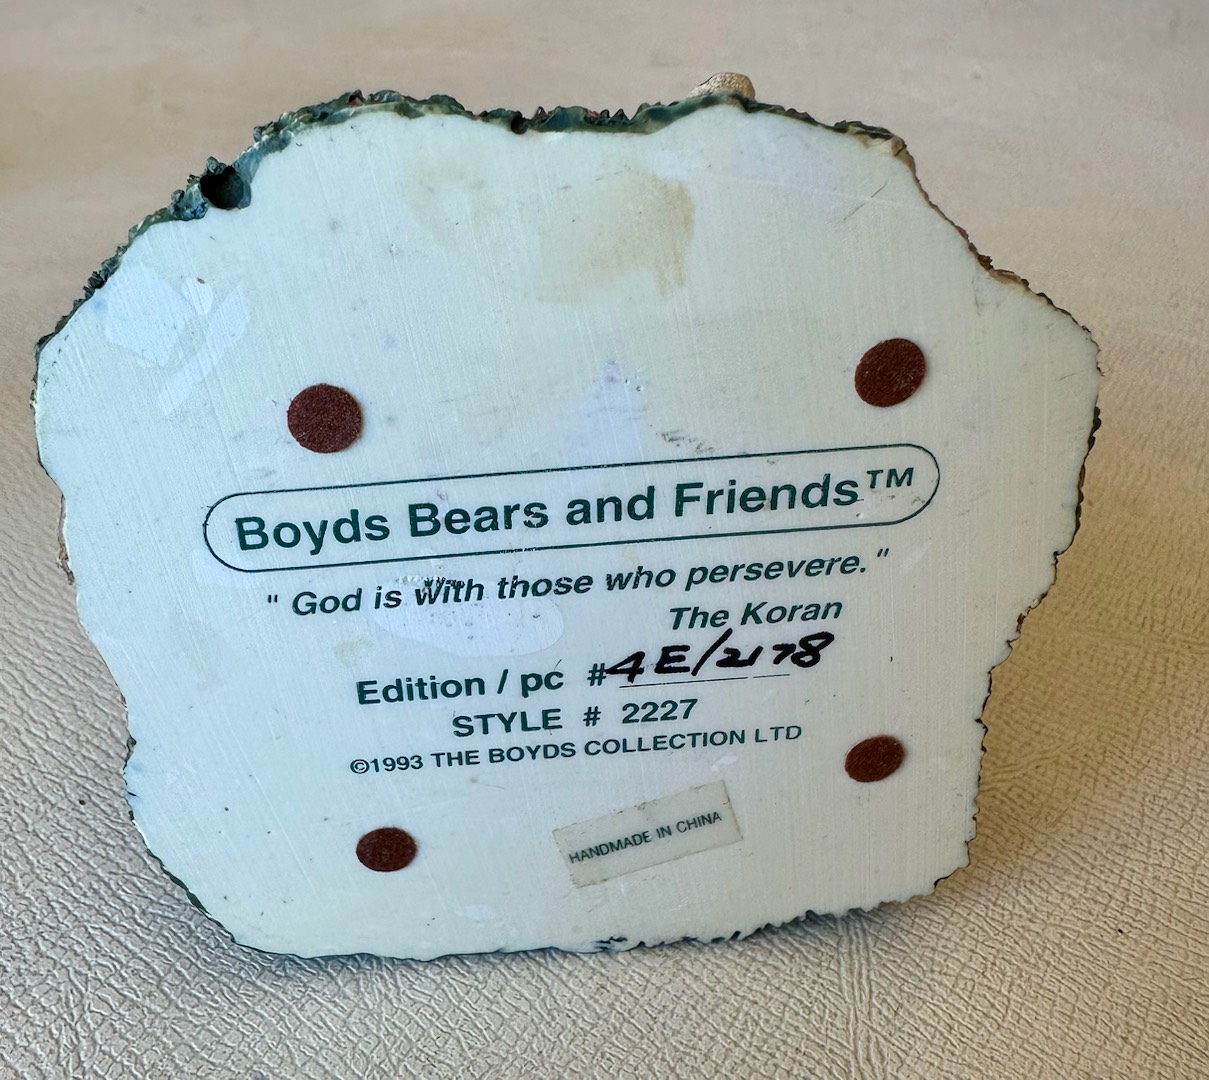 Boyds Bears and Friends™
" God is with those who persevere. "
The Koran
Edition / pc # 4E/2178
STYLE # 2227
©1993 THE BOYDS COLLECTION LTD
HANDMADE IN CHINA